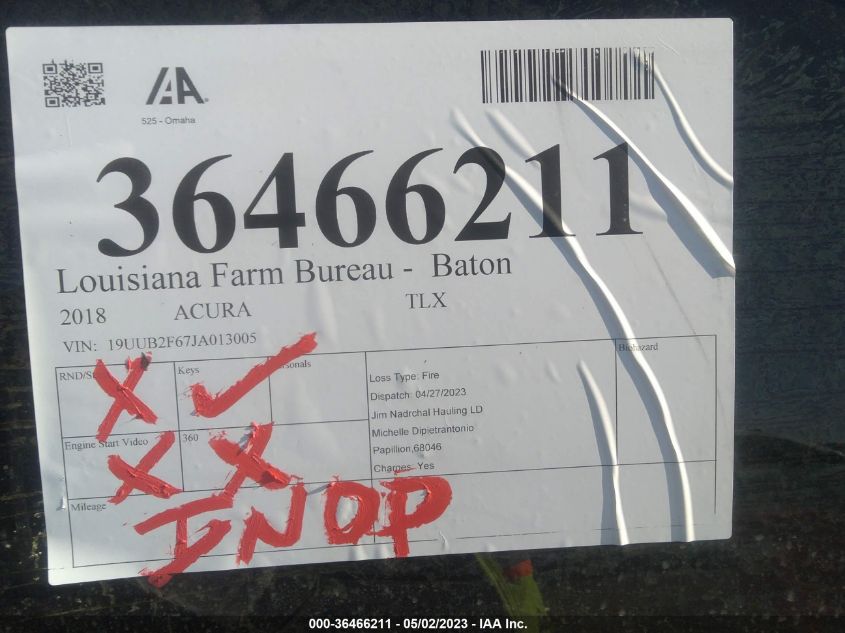 IAA
525 - Omaha
36466211
Louisiana Farm Bureau - Baton
2018 ACURA TLX
VIN: 19UUB2F67JA013005
Keys
Biohazard
Loss Type: Fire
Dispatch: 04/27/2023
Jim Nadrchal Hauling LD
Michelle Dipietrantonio
Papillion,68046
Charges: Yes
Engine Start Video
360
Mileage
INOP
000-36466211 - 05/02/2023 - IAA Inc.